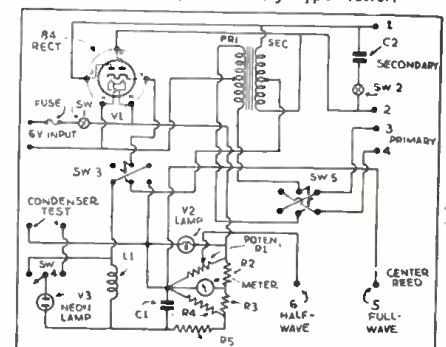 84
RECT
V1
PRI
SEC
1
C2
SECONDARY
SW 2
2
FUSE
SW
6V INPUT
3
PRIMARY
4
SW 3
SW 5
CONDENSER
TEST
V2
LAMP
POTEN.
R1
L1
R2
METER
SW
4
V3
NEON
LAMP
C1
R4
R3
R5
6
HALF-
WAVE
CENTER
REED
5
FULL-
WAVE